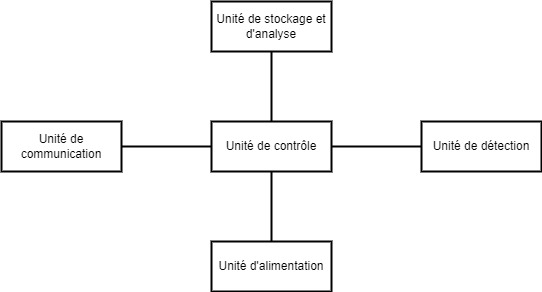 Unité de stockage et
d'analyse
Unité de
communication
Unité de contrôle
Unité de détection
Unité d'alimentation